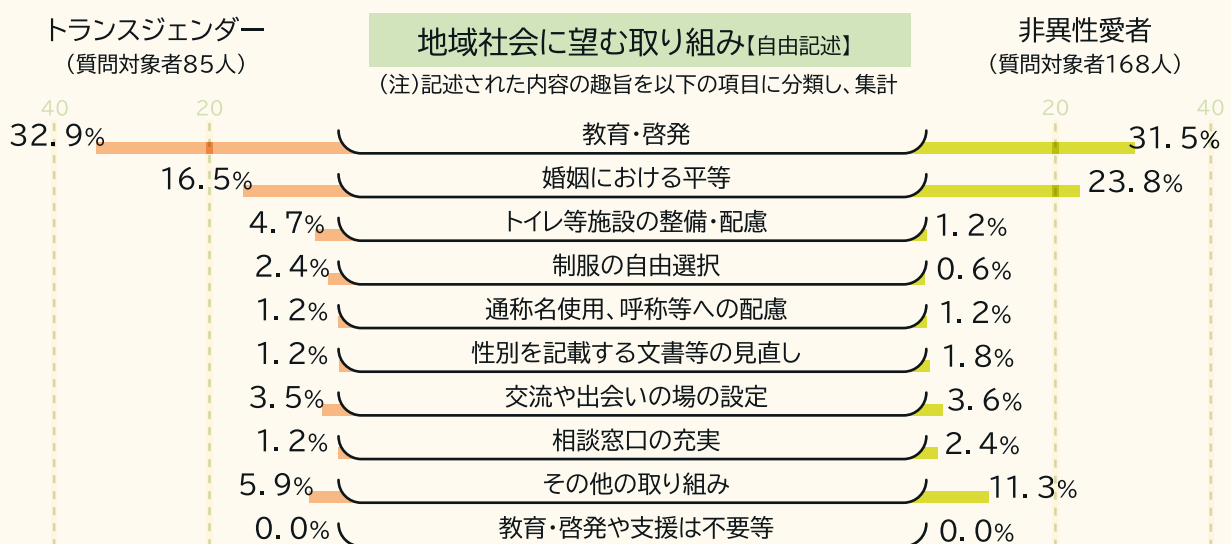 トランスジェンダー
（質問対象者85人）
地域社会に望む取り組み【自由記述】
（注）記述された内容の趣旨を以下の項目に分類し、集計
非異性愛者
（質問対象者168人）
40 20 20 40
32.9% 教育・啓発 31.5%
16.5% 婚姻における平等 23.8%
4.7% トイレ等施設の整備・配慮 1.2%
2.4% 制服の自由選択 0.6%
1.2% 通称名使用、呼称等への配慮 1.2%
1.2% 性別を記載する文書等の見直し 1.8%
3.5% 交流や出会いの場の設定 3.6%
1.2% 相談窓口の充実 2.4%
5.9% その他の取り組み 11.3%
0.0% 教育・啓発や支援は不要等 0.0%